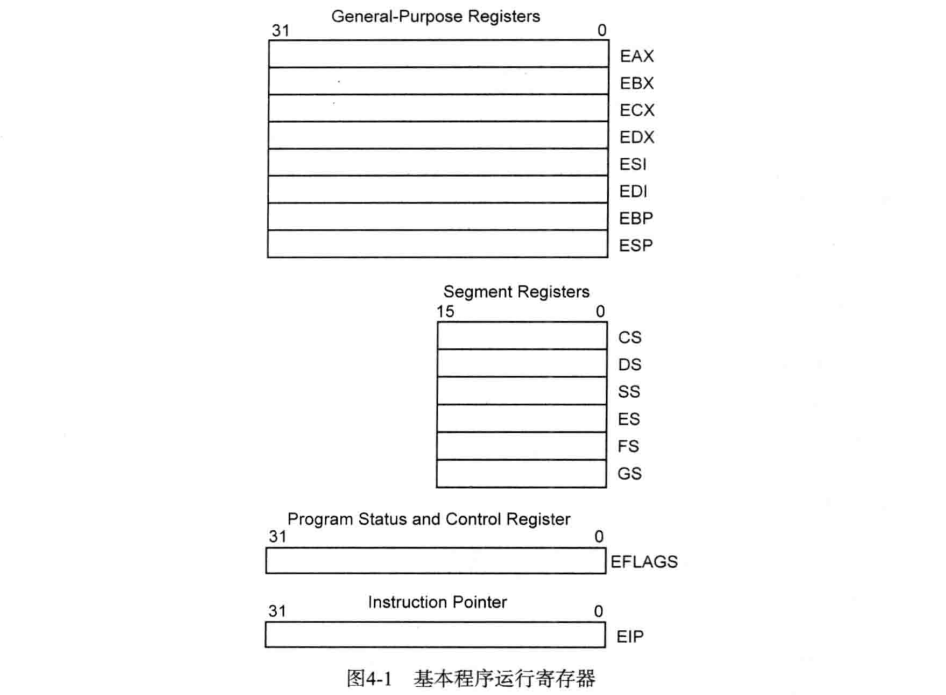 General-Purpose Registers
31 0
EAX
EBX
ECX
EDX
ESI
EDI
EBP
ESP
Segment Registers
15 0
CS
DS
SS
ES
FS
GS
Program Status and Control Register
31 0
EFLAGS
Instruction Pointer
31 0
EIP
图4-1 基本程序运行寄存器